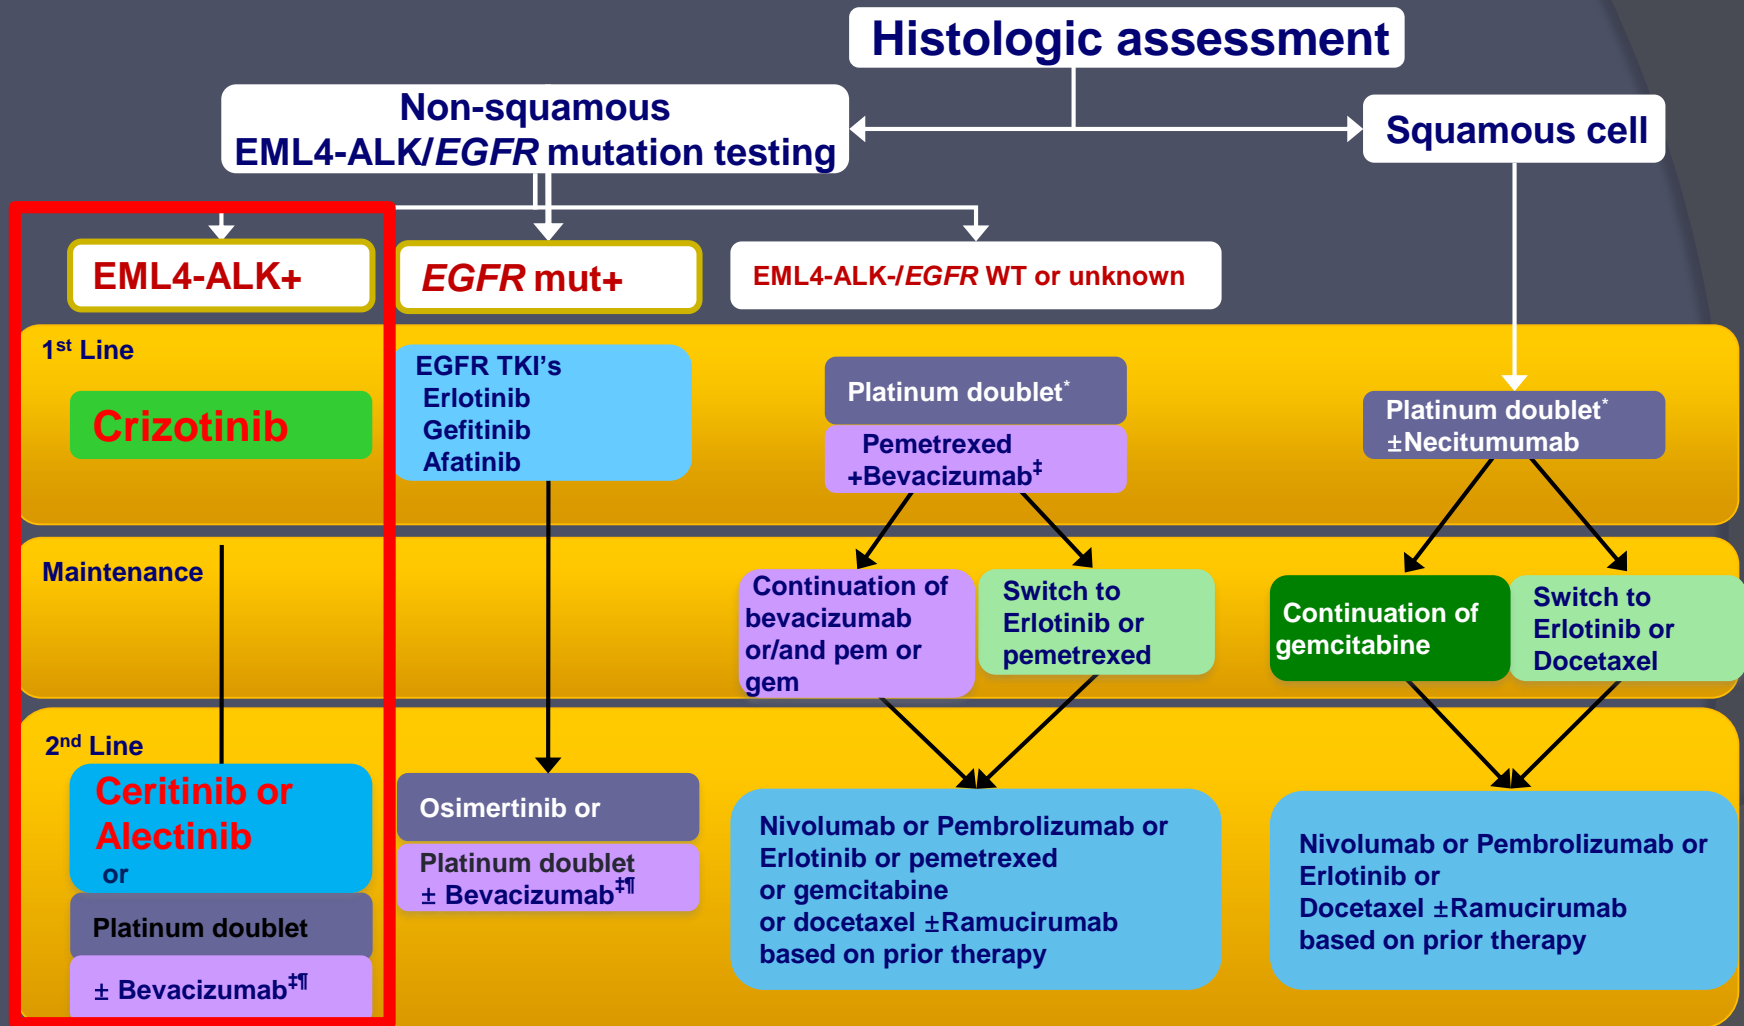 Histologic assessment
Non-squamous
EML4-ALK/EGFR mutation testing
Squamous cell
EML4-ALK+
EGFR mut+
EML4-ALK-/EGFR WT or unknown
1st Line
Crizotinib
EGFR TKI’s
Erlotinib
Gefitinib
Afatinib
Platinum doublet*
Pemetrexed
+Bevacizumab‡
Platinum doublet*
±Necitumumab
Maintenance
Continuation of
bevacizumab
or/and pem or
gem
Switch to
Erlotinib or
pemetrexed
Continuation of
gemcitabine
Switch to
Erlotinib or
Docetaxel
2nd Line
Ceritinib or
Alectinib
or
Platinum doublet
± Bevacizumab‡¶
Osimertinib or
Platinum doublet
± Bevacizumab‡¶
Nivolumab or Pembrolizumab or
Erlotinib or pemetrexed
or gemcitabine
or docetaxel ±Ramucirumab
based on prior therapy
Nivolumab or Pembrolizumab or
Erlotinib or
Docetaxel ±Ramucirumab
based on prior therapy